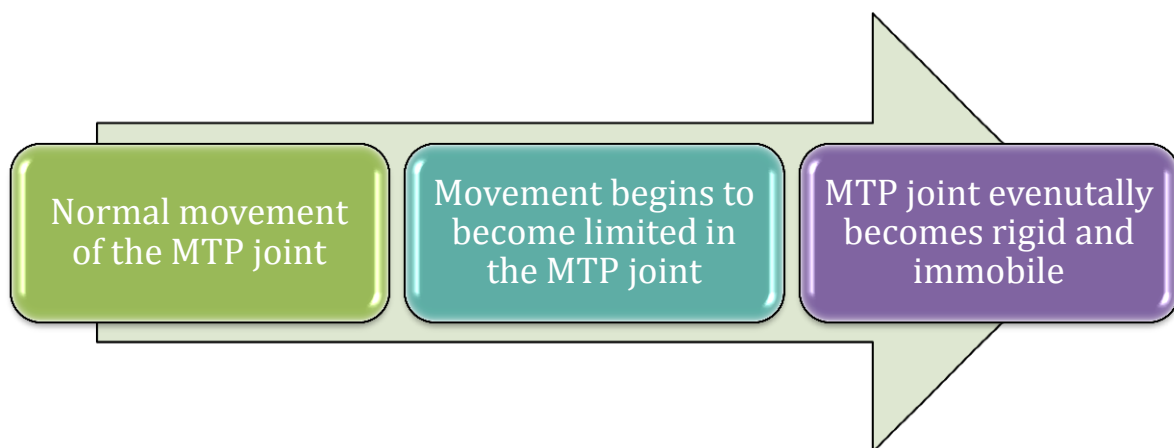 Normal movement
of the MTP joint
Movement begins to
become limited in
the MTP joint
MTP joint evenutally
becomes rigid and
immobile